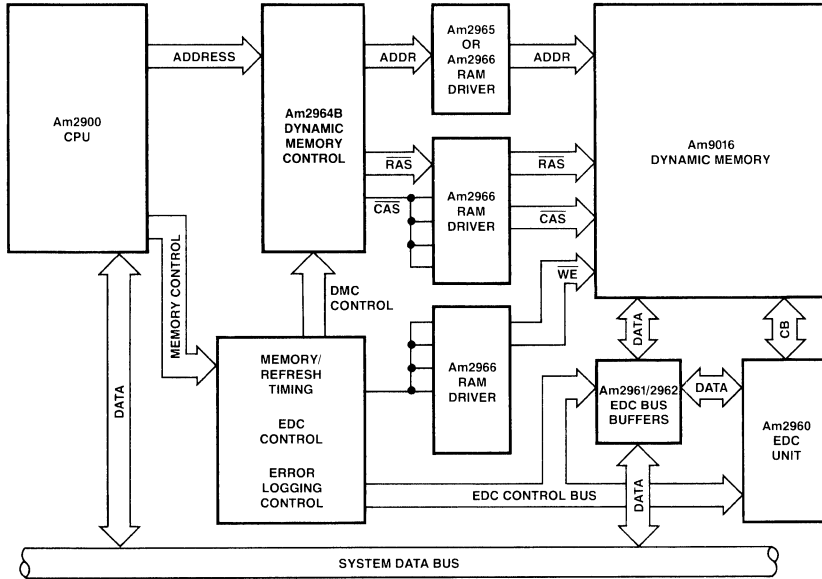 Am2900
CPU
ADDRESS
Am2964B
DYNAMIC
MEMORY
CONTROL
ADDR
Am2965
OR
Am2966
RAM
DRIVER
ADDR
Am9016
DYNAMIC MEMORY
RAS
CAS
Am2966
RAM
DRIVER
RAS
CAS
WE
MEMORY CONTROL
DMC
CONTROL
DATA
MEMORY/
REFRESH
TIMING
EDC
CONTROL
ERROR
LOGGING
CONTROL
Am2966
RAM
DRIVER
DATA
CB
Am2961/2962
EDC BUS
BUFFERS
DATA
Am2960
EDC
UNIT
EDC CONTROL BUS
DATA
SYSTEM DATA BUS